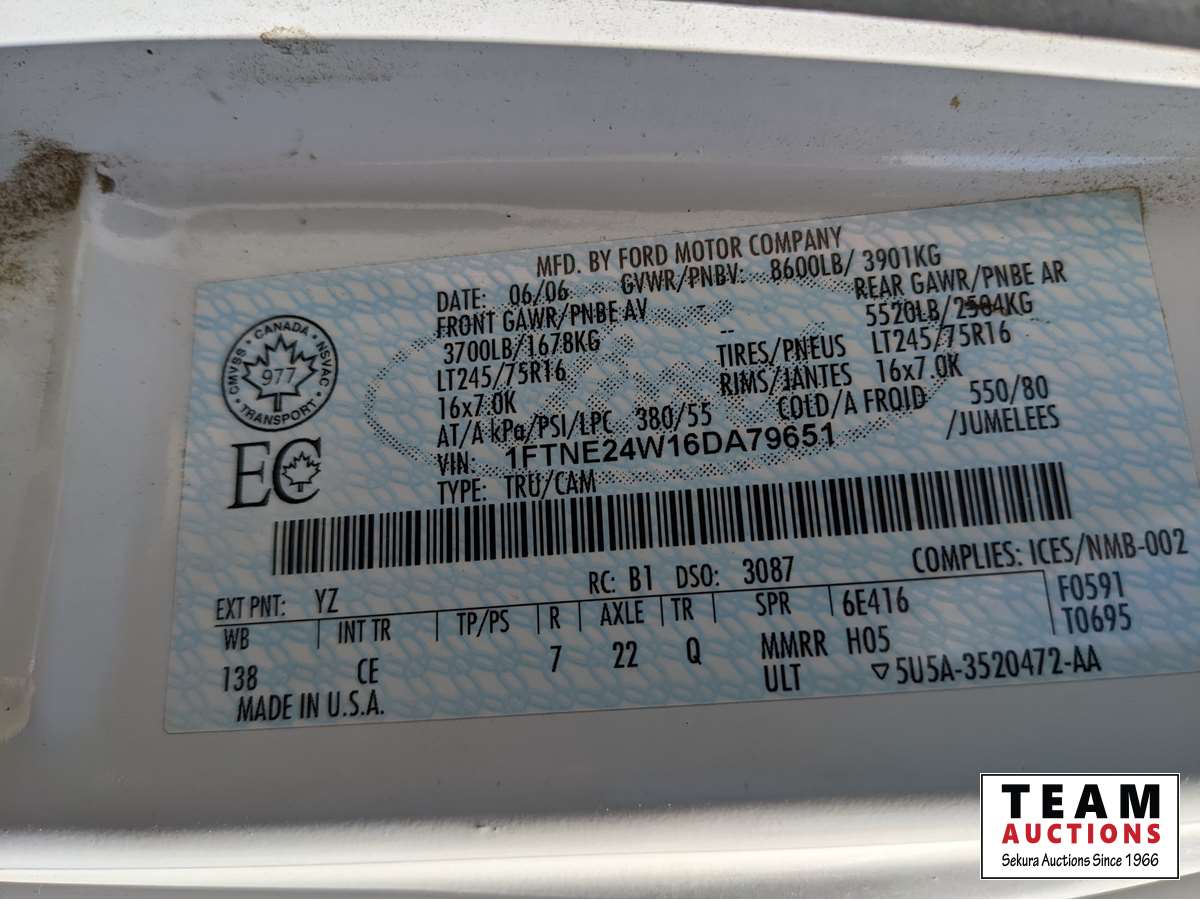 MFD. BY FORD MOTOR COMPANY
DATE: 06/06 GVWR/PNBV: 8600LB/ 3901KG
FRONT GAWR/PNBE AV REAR GAWR/PNBE AR
3700LB/1678KG 5520LB/2504KG
LT245/75R16 TIRES/PNEUS LT245/75R16
16x7.0K RIMS/JANTES 16x7.0K
AT/A kPa/PSI/LPC 380/55 COLD/A FROID 550/80
VIN: 1FTNE24W16DA79651 /JUMELEES
TYPE: TRU/CAM
CMVSS • CANADA • NSVAC • TRANSPORT •
977
EC
COMPLIES: ICES/NMB-002
EXT PNT: YZ RC: B1 DSO: 3087
WB INT TR TP/PS R AXLE TR SPR 6E416 F0591
138 CE 7 22 Q MMRR H05 T0695
MADE IN U.S.A. ULT ▽5U5A-3520472-AA
TEAM
AUCTIONS
Sekura Auctions Since 1966